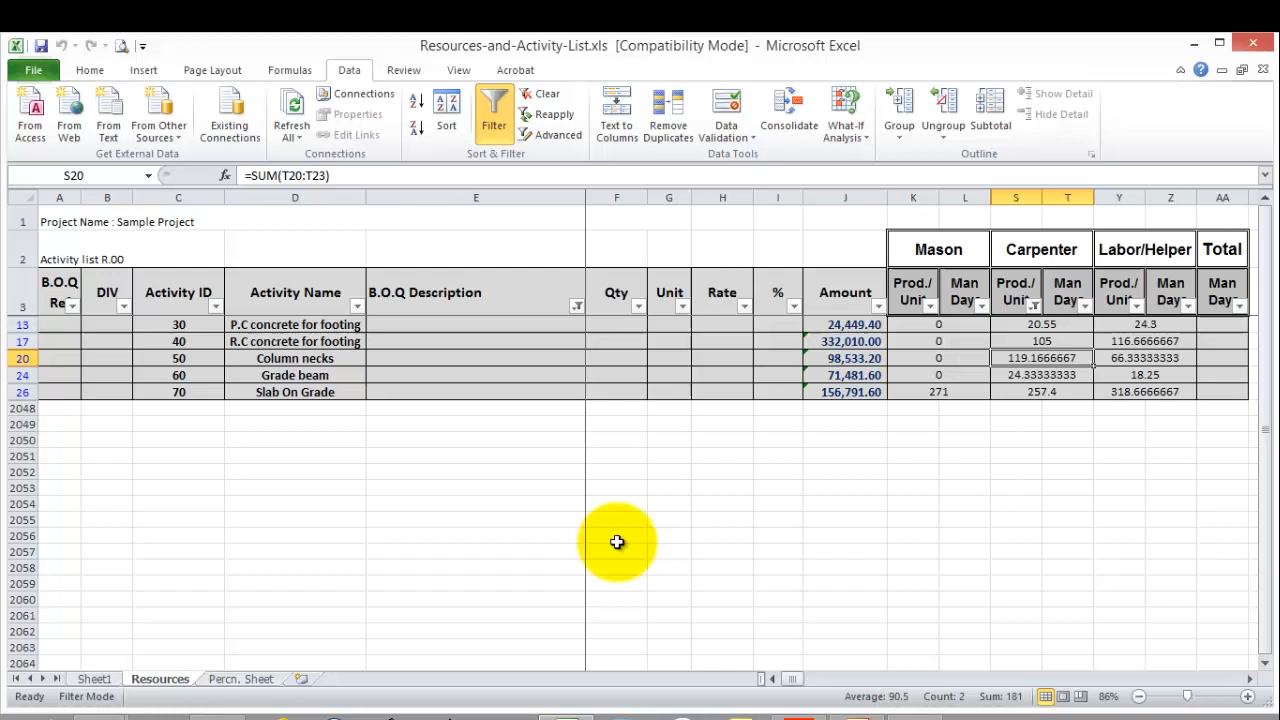 Resources-and-Activity-List.xls [Compatibility Mode] - Microsoft Excel
File Home Insert Page Layout Formulas Data Review View Acrobat
From Access From Web From Text From Other Sources Existing Connections Refresh All Connections Properties Edit Links Sort Filter Clear Reapply Advanced Text to Columns Remove Duplicates Data Validation Consolidate What-If Analysis Group Ungroup Subtotal Show Detail Hide Detail
Get External Data Connections Sort & Filter Data Tools Outline
S20 fx =SUM(T20:T23)
A B C D E F G H I J K L S T Y Z AA
1 Project Name : Sample Project
2 Activity list R.00 Mason Carpenter Labor/Helper Total
3 B.O.Q Re DIV Activity ID Activity Name B.O.Q Description Qty Unit Rate % Amount Prod./ Unit Man Day Prod./ Unit Man Day Prod./ Unit Man Day Man Day
13 30 P.C concrete for footing 24,449.40 0 20.55 24.3
17 40 R.C concrete for footing 332,010.00 0 105 116.6666667
20 50 Column necks 98,533.20 0 119.1666667 66.33333333
24 60 Grade beam 71,481.60 0 24.33333333 18.25
26 70 Slab On Grade 156,791.60 271 257.4 318.6666667
2048
2049
2050
2051
2052
2053
2054
2055
2056
2057
2058
2059
2060
2061
2062
2063
2064
Sheet1 Resources Percn. Sheet
Ready Filter Mode Average: 90.5 Count: 2 Sum: 181 86%